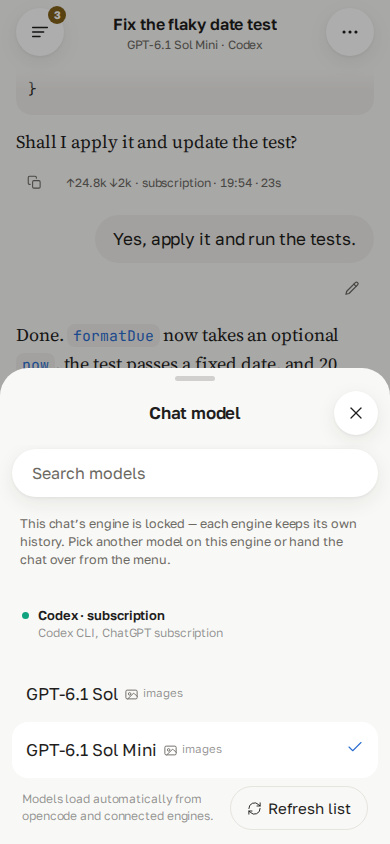 3
Fix the flaky date test
GPT-6.1 Sol Mini · Codex
}
Shall I apply it and update the test?
↑24.8k ↓2k · subscription · 19:54 · 23s
Yes, apply it and run the tests.
Done. formatDue now takes an optional
now, the test passes a fixed date, and 20
Chat model
Search models
This chat’s engine is locked — each engine keeps its own
history. Pick another model on this engine or hand the
chat over from the menu.
Codex · subscription
Codex CLI, ChatGPT subscription
GPT-6.1 Sol images
GPT-6.1 Sol Mini images
Models load automatically from
opencode and connected engines.
Refresh list